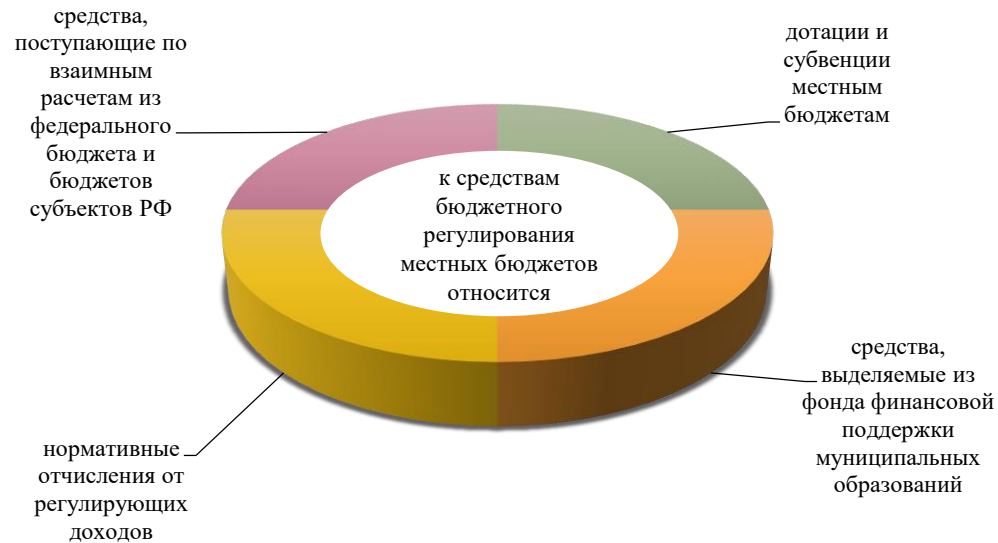 средства,
поступающие по
взаимным
расчетам из
федерального
бюджета и
бюджетов
субъектов РФ
дотации и
субвенции
местным
бюджетам
к средствам
бюджетного
регулирования
местных бюджетов
относится
средства,
выделяемые из
фонда финансовой
поддержки
муниципальных
образований
нормативные
отчисления от
регулирующих
доходов